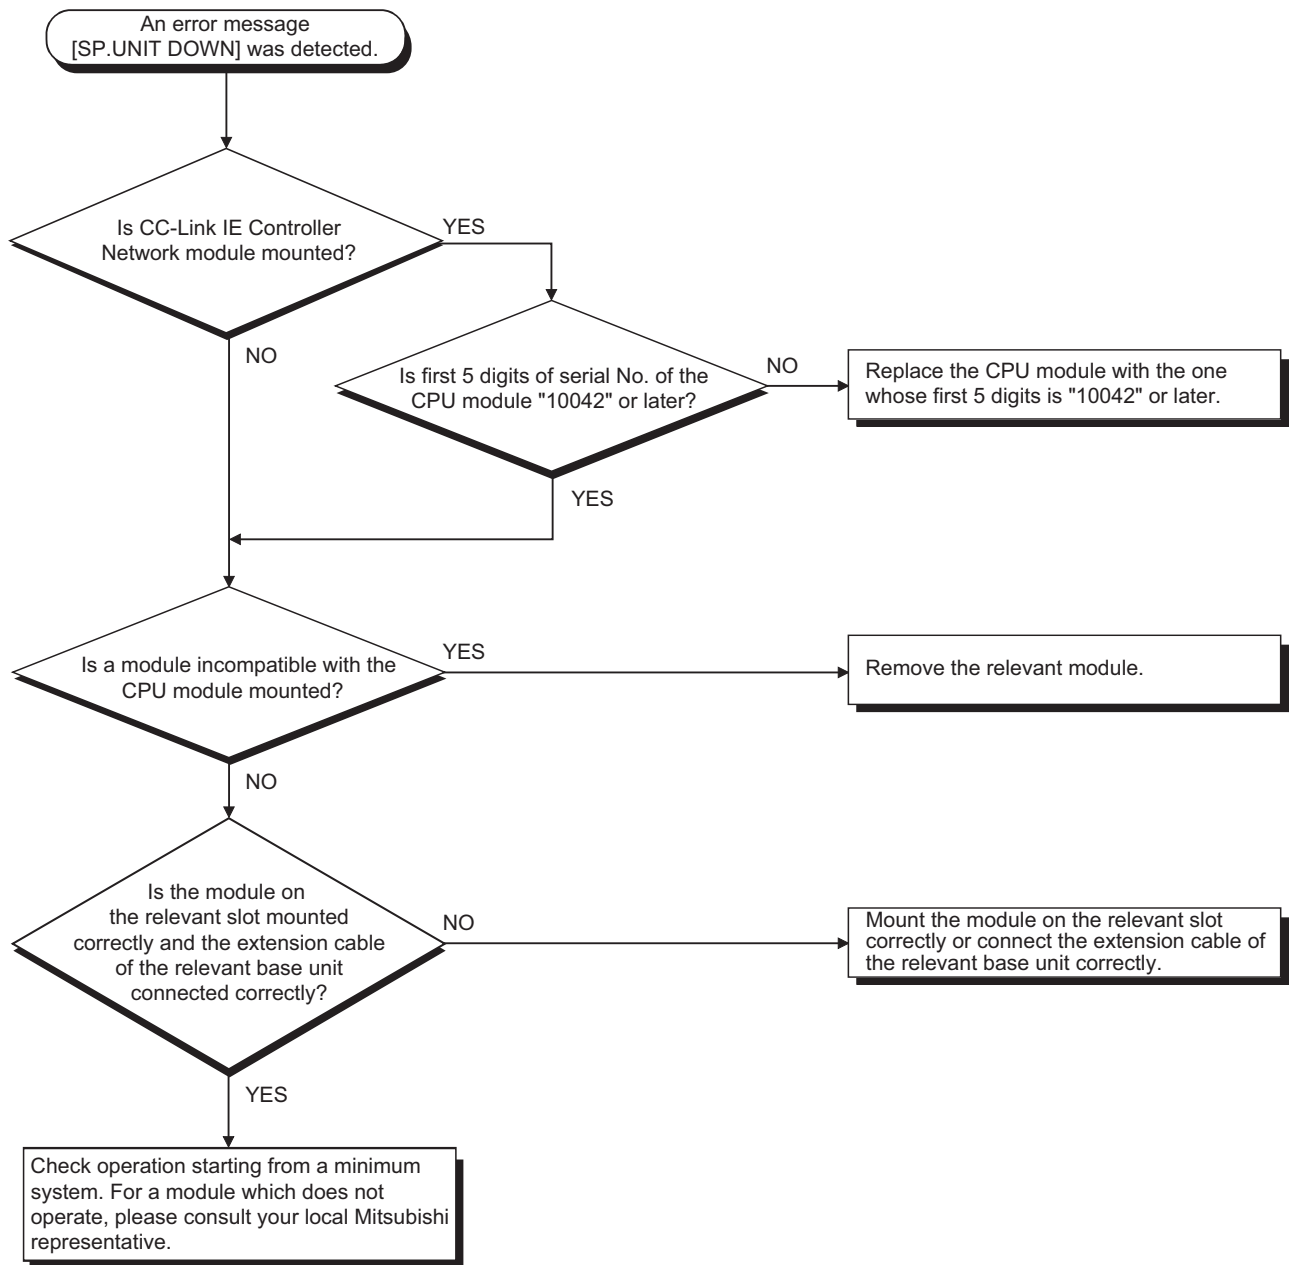 An error message
[SP.UNIT DOWN] was detected.
Is CC-Link IE Controller
Network module mounted?
YES
NO
Is first 5 digits of serial No. of the
CPU module "10042" or later?
NO
Replace the CPU module with the one
whose first 5 digits is "10042" or later.
YES
Is a module incompatible with the
CPU module mounted?
YES
Remove the relevant module.
NO
Is the module on
the relevant slot mounted
correctly and the extension cable
of the relevant base unit
connected correctly?
NO
Mount the module on the relevant slot
correctly or connect the extension cable of
the relevant base unit correctly.
YES
Check operation starting from a minimum
system. For a module which does not
operate, please consult your local Mitsubishi
representative.